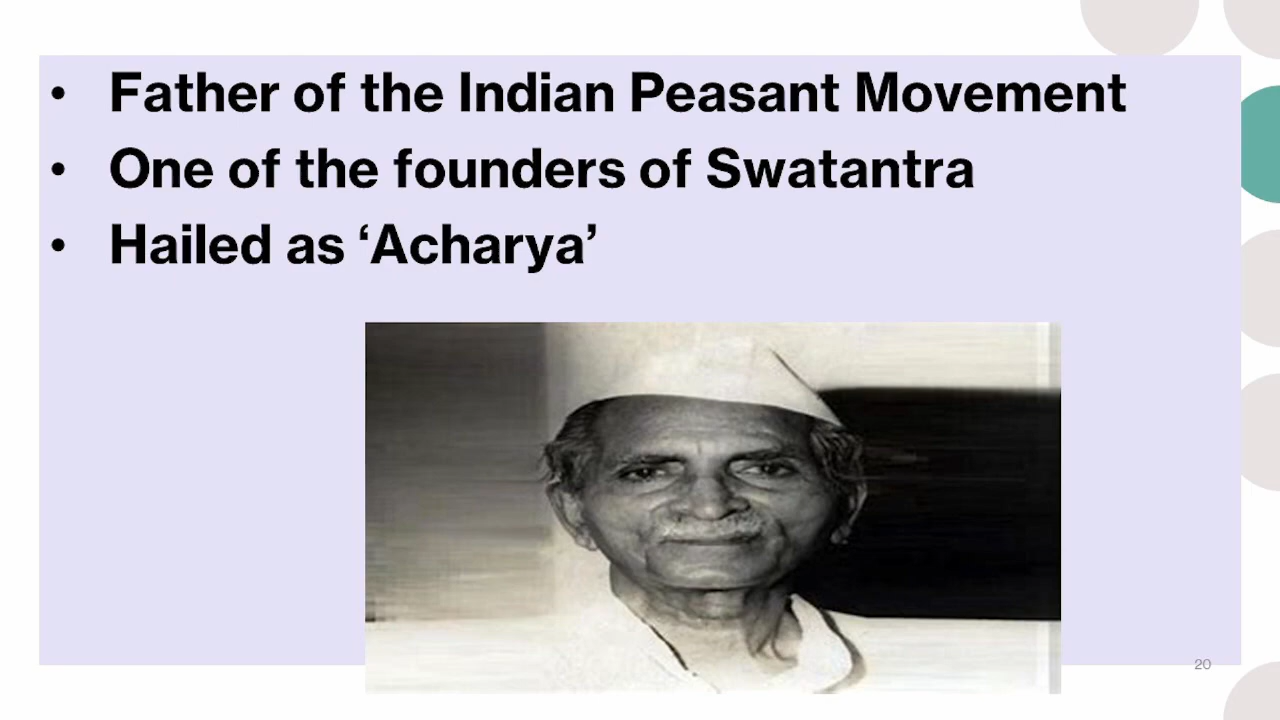 • Father of the Indian Peasant Movement
• One of the founders of Swatantra
• Hailed as ‘Acharya’
20